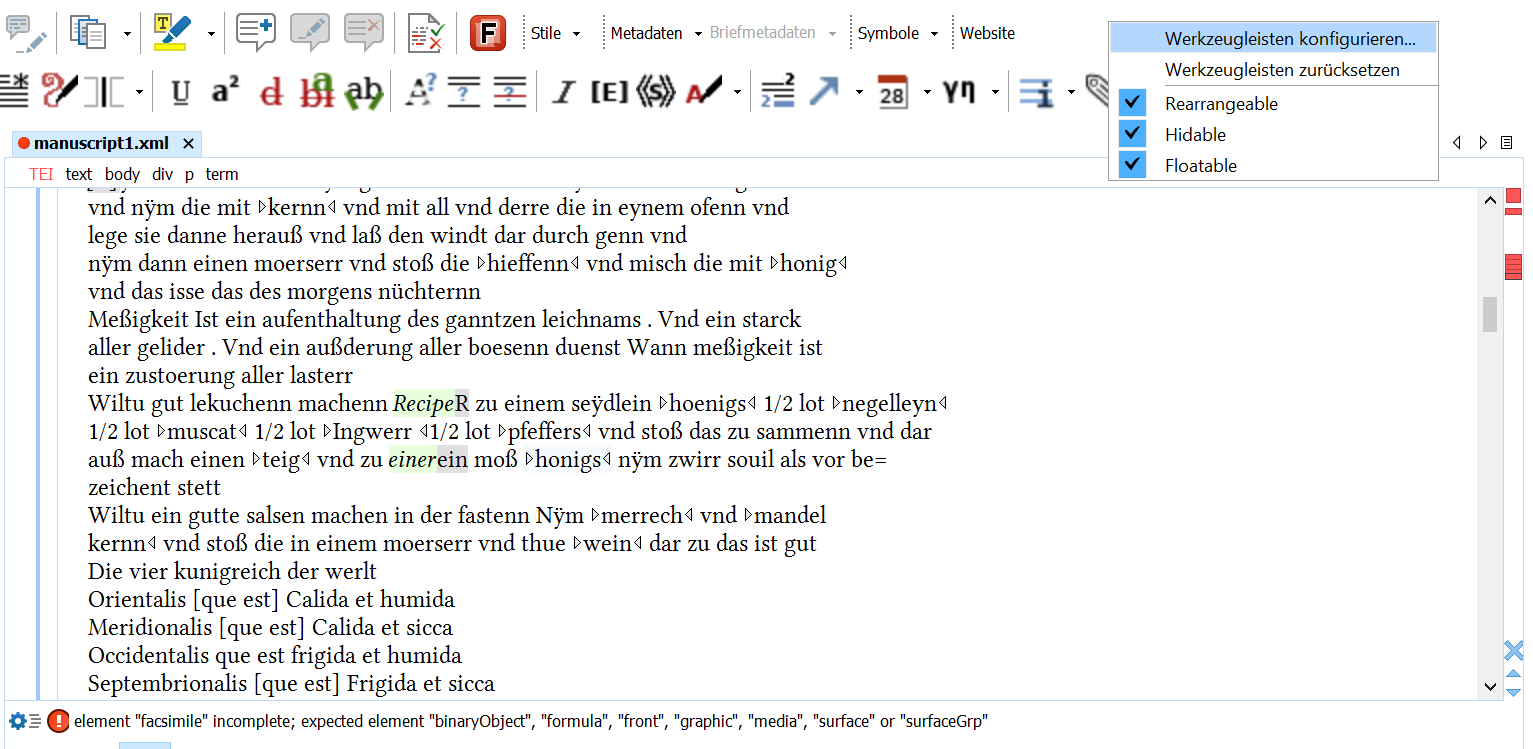 Stile Metadaten Briefmetadaten Symbole Website
Werkzeugleisten konfigurieren...
Werkzeugleisten zurücksetzen
Rearrangeable
Hidable
Floatable
manuscript1.xml
TEI text body div p term
vnd nÿm die mit kernn vnd mit all vnd derre die in eynem ofenn vnd
lege sie danne herauß vnd laß den windt dar durch genn vnd
nÿm dann einen moerserr vnd stoß die hieffenn vnd misch die mit honig
vnd das isse das des morgens nüchternn
Meßigkeit Ist ein aufenthaltung des ganntzen leichnams . Vnd ein starck
aller gelider . Vnd ein außderung aller boesenn duenst Wann meßigkeit ist
ein zustoerung aller lasterr
Wiltu gut lekuchenn machenn RecipeR zu einem seÿdlein hoenigs 1/2 lot negelleyn
1/2 lot muscat 1/2 lot Ingwerr 1/2 lot pfeffers vnd stoß das zu sammenn vnd dar
auß mach einen teig vnd zu einerein moß honigs nÿm zwirr souil als vor be=
zeichent stett
Wiltu ein gutte salsen machen in der fastenn Nÿm merrech vnd mandel
kernn vnd stoß die in einem moerserr vnd thue wein dar zu das ist gut
Die vier kunigreich der werlt
Orientalis [que est] Calida et humida
Meridionalis [que est] Calida et sicca
Occidentalis que est frigida et humida
Septembrionalis [que est] Frigida et sicca
element "facsimile" incomplete; expected element "binaryObject", "formula", "front", "graphic", "media", "surface" or "surfaceGrp"